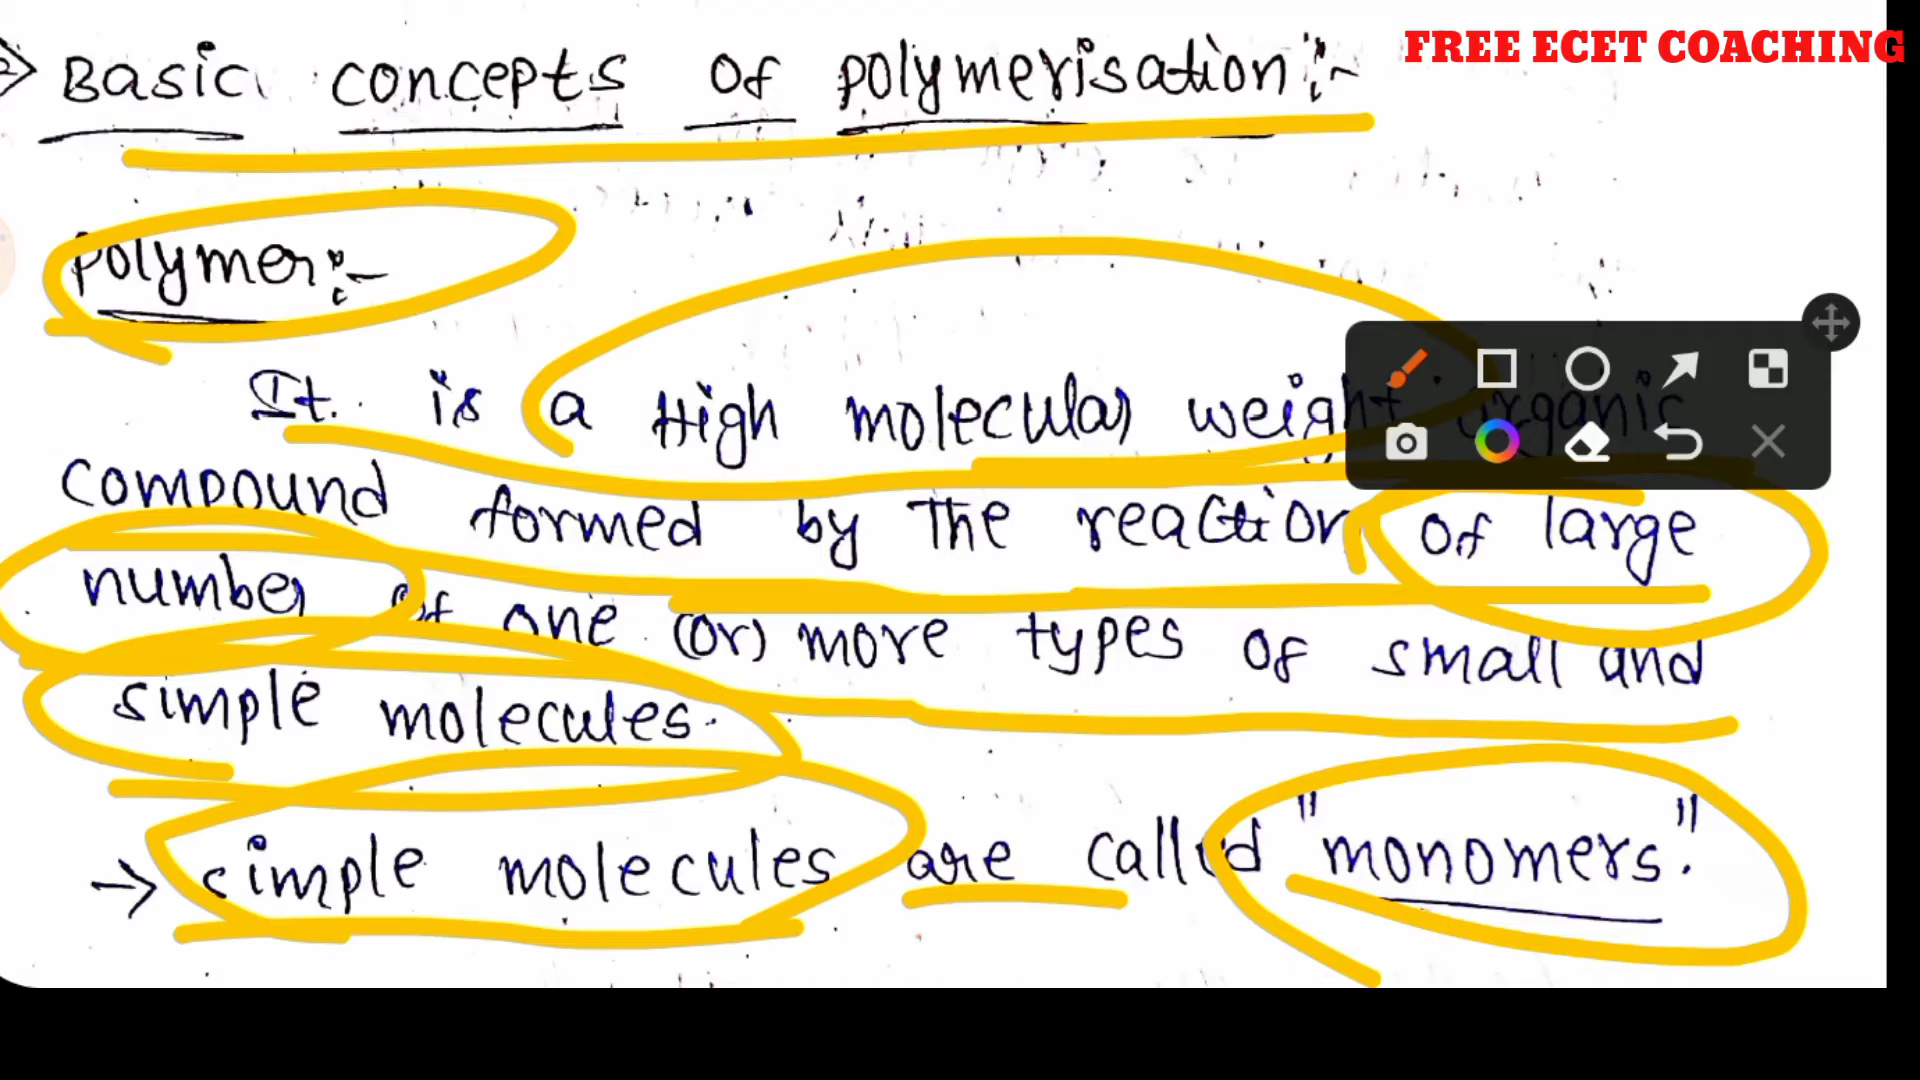 FREE ECET COACHING
Basic concepts of polymerisation :-
polymer :-
It is a High molecular weight organic
compound formed by The reaction of large
number of one (or) more types of small and
simple molecules.
→ simple molecules are called "monomers."